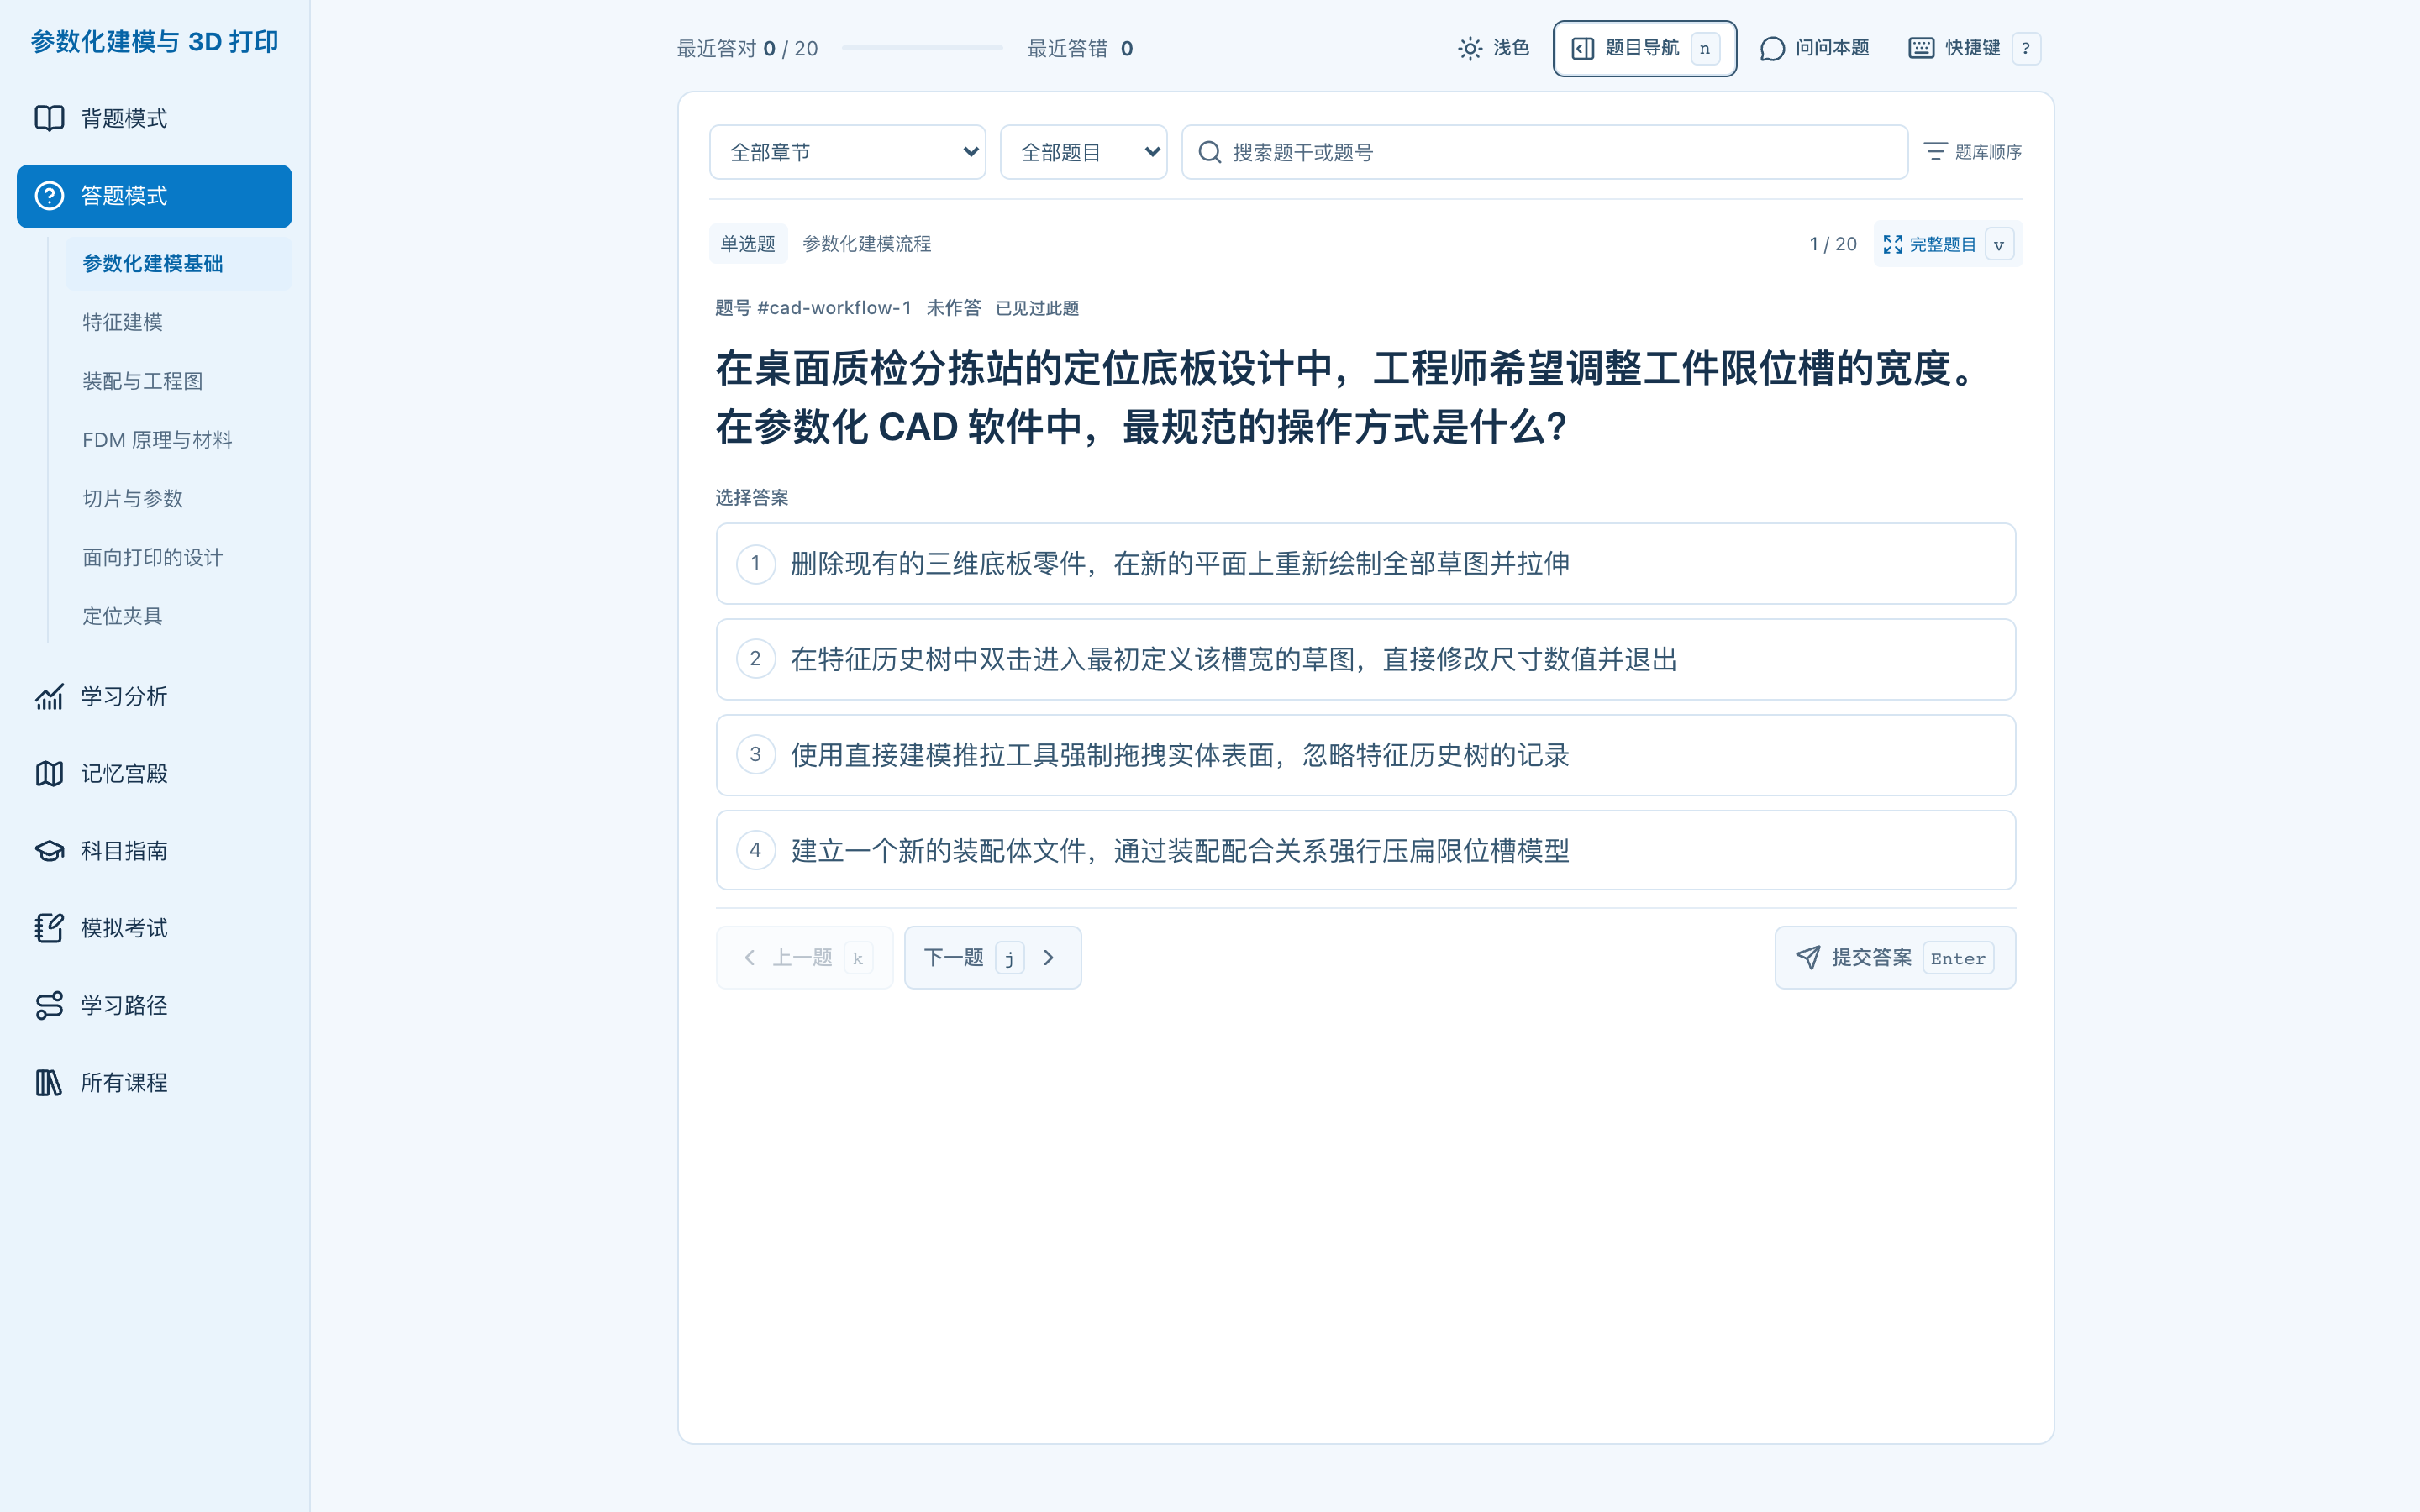 参数化建模与 3D 打印
背题模式
答题模式
参数化建模基础
特征建模
装配与工程图
FDM 原理与材料
切片与参数
面向打印的设计
定位夹具
学习分析
记忆宫殿
科目指南
模拟考试
学习路径
所有课程
最近答对 0 / 20 最近答错 0
浅色 题目导航 n 问问本题 快捷键 ?
全部章节 全部题目 搜索题干或题号 题库顺序
单选题 参数化建模流程 1 / 20 完整题目 v
题号 #cad-workflow-1 未作答 已见过此题
在桌面质检分拣站的定位底板设计中，工程师希望调整工件限位槽的宽度。
在参数化 CAD 软件中，最规范的操作方式是什么？
选择答案
1 删除现有的三维底板零件，在新的平面上重新绘制全部草图并拉伸
2 在特征历史树中双击进入最初定义该槽宽的草图，直接修改尺寸数值并退出
3 使用直接建模推拉工具强制拖拽实体表面，忽略特征历史树的记录
4 建立一个新的装配体文件，通过装配配合关系强行压扁限位槽模型
上一题 k 下一题 j 提交答案 Enter